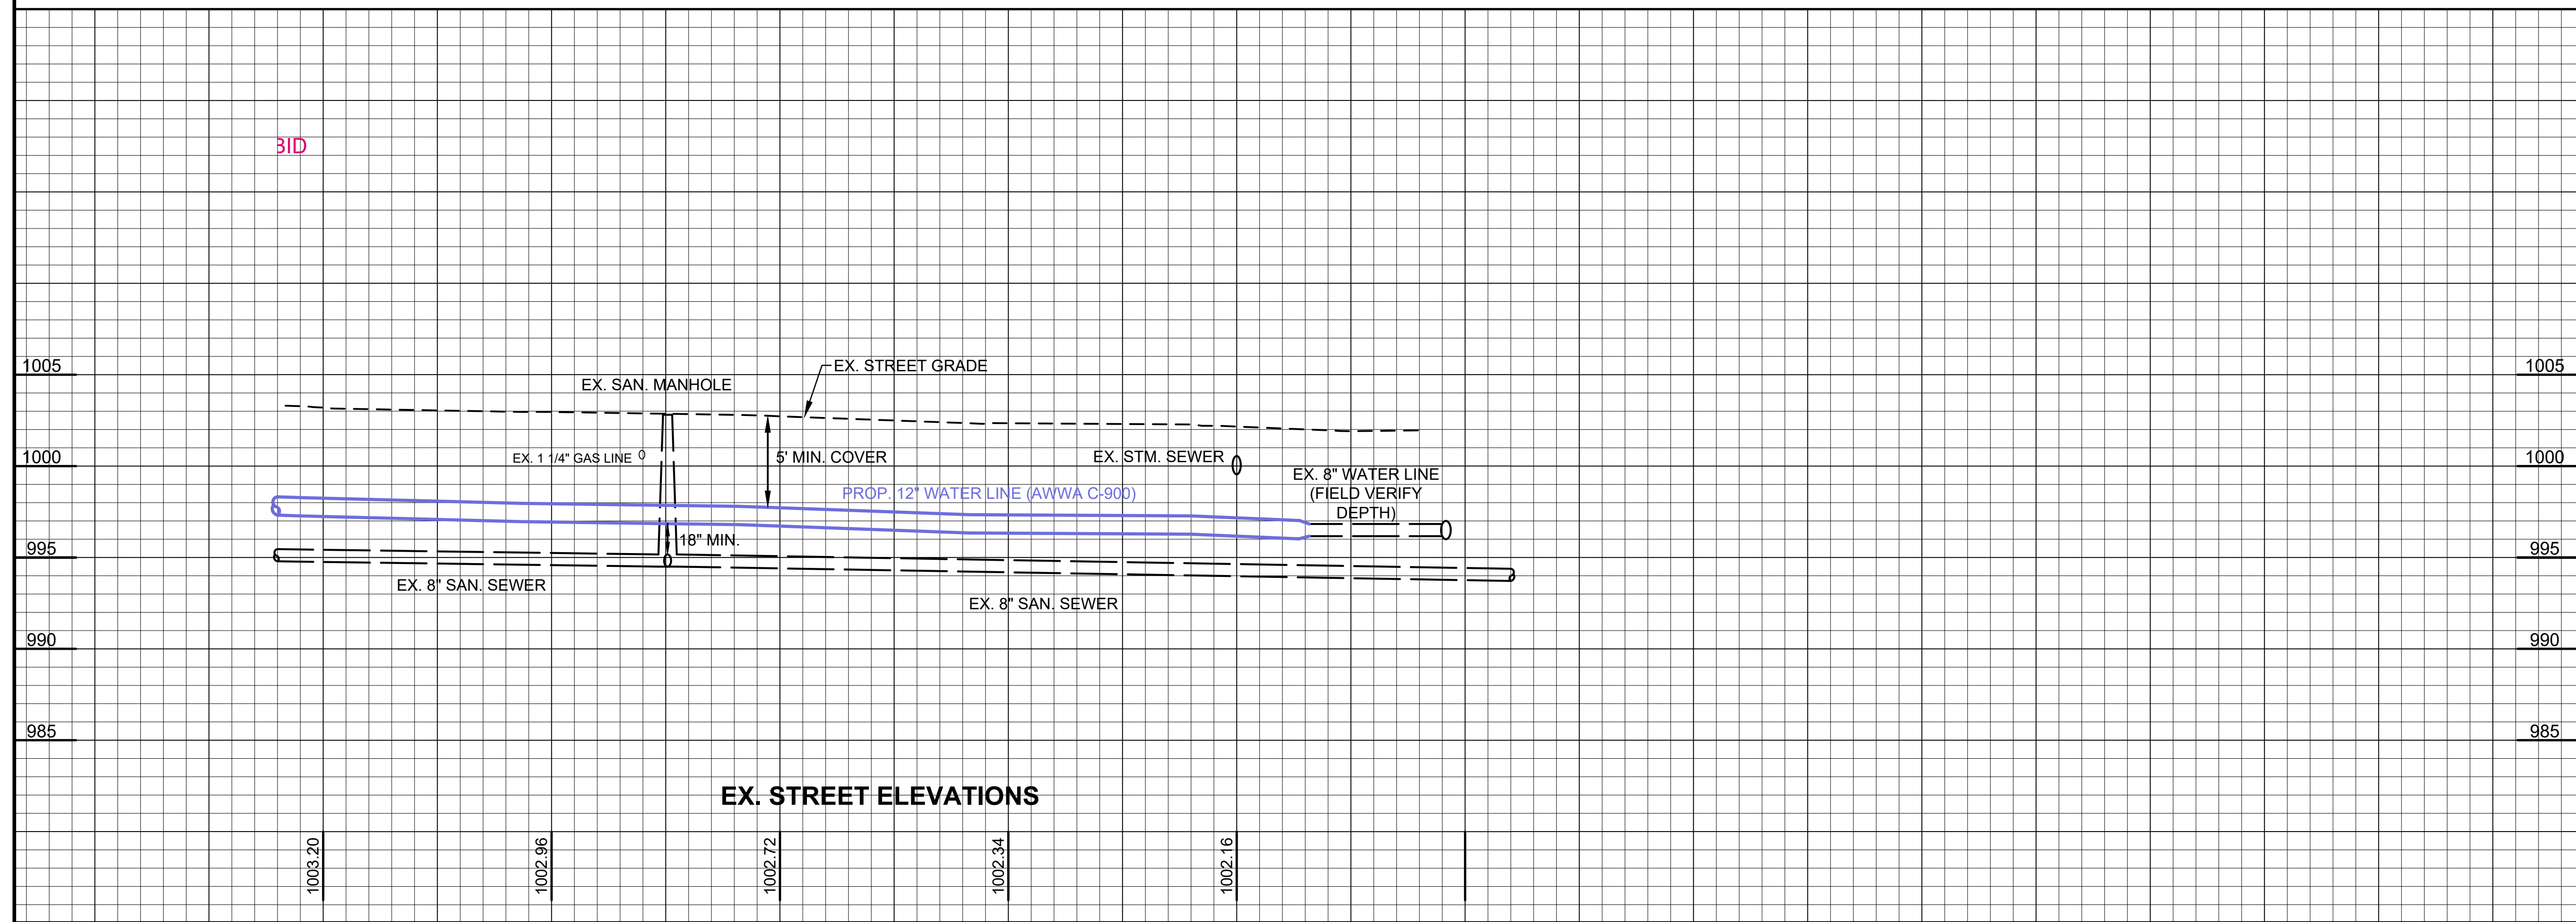 BID
1005
1005
EX. STREET GRADE
EX. SAN. MANHOLE
1000
1000
EX. 1 1/4" GAS LINE
5' MIN. COVER
EX. STM. SEWER
EX. 8" WATER LINE
(FIELD VERIFY
DEPTH)
PROP. 12" WATER LINE (AWWA C-900)
18" MIN.
995
995
EX. 8" SAN. SEWER
EX. 8" SAN. SEWER
990
990
985
985
EX. STREET ELEVATIONS
1003.20
1002.96
1002.72
1002.34
1002.16